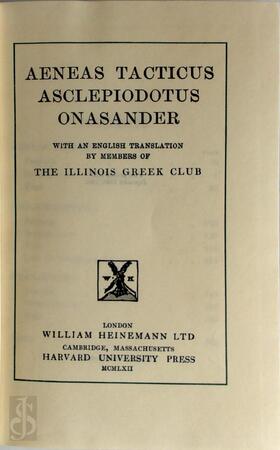 AENEAS TACTICUS
ASCLEPIODOTUS
ONASANDER
WITH AN ENGLISH TRANSLATION
BY MEMBERS OF
THE ILLINOIS GREEK CLUB
W H
LONDON
WILLIAM HEINEMANN LTD
CAMBRIDGE, MASSACHUSETTS
HARVARD UNIVERSITY PRESS
MCMLXII